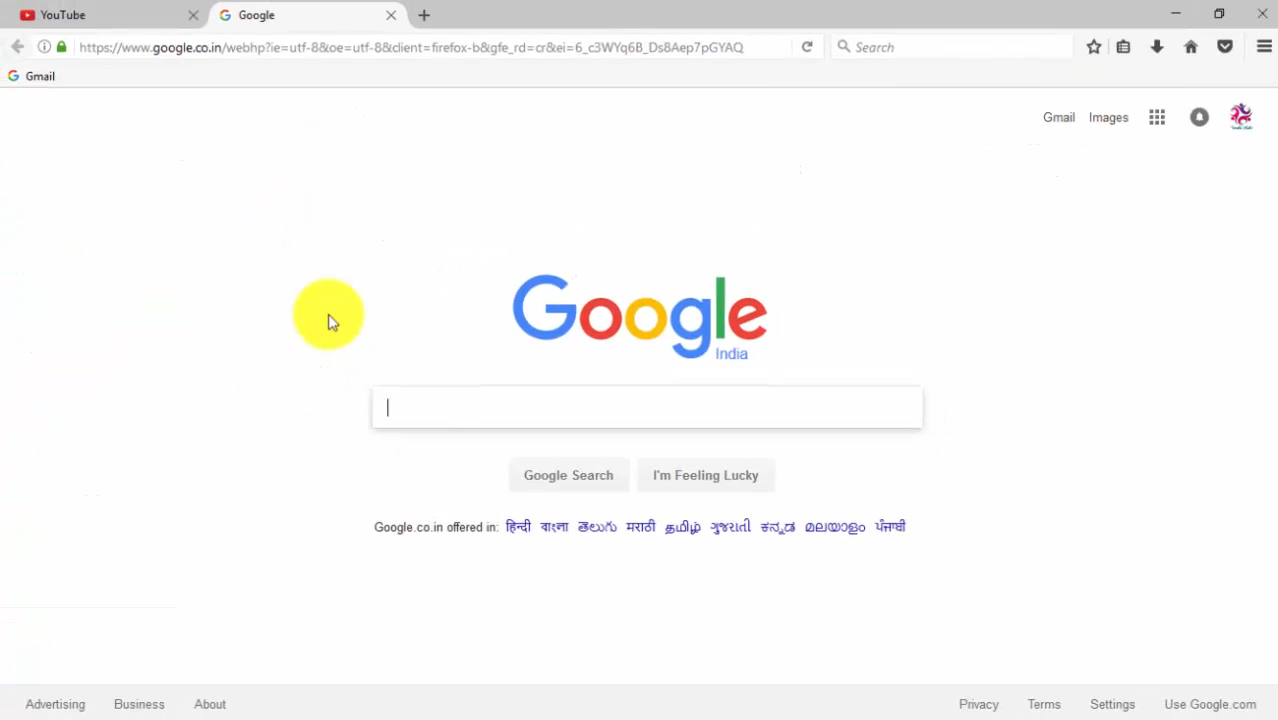 YouTube
Google
https://www.google.co.in/webhp?ie=utf-8&oe=utf-8&client=firefox-b&gfe_rd=cr&ei=6_c3WYq6B_Ds8Aep7pGYAQ
Search
Gmail
Gmail Images
Google
India
Google Search I'm Feeling Lucky
Google.co.in offered in: हिन्दी বাংলা తెలుగు मराठी தமிழ் ગુજરાતી ಕನ್ನಡ മലയാളം ਪੰਜਾਬੀ
Advertising Business About Privacy Terms Settings Use Google.com